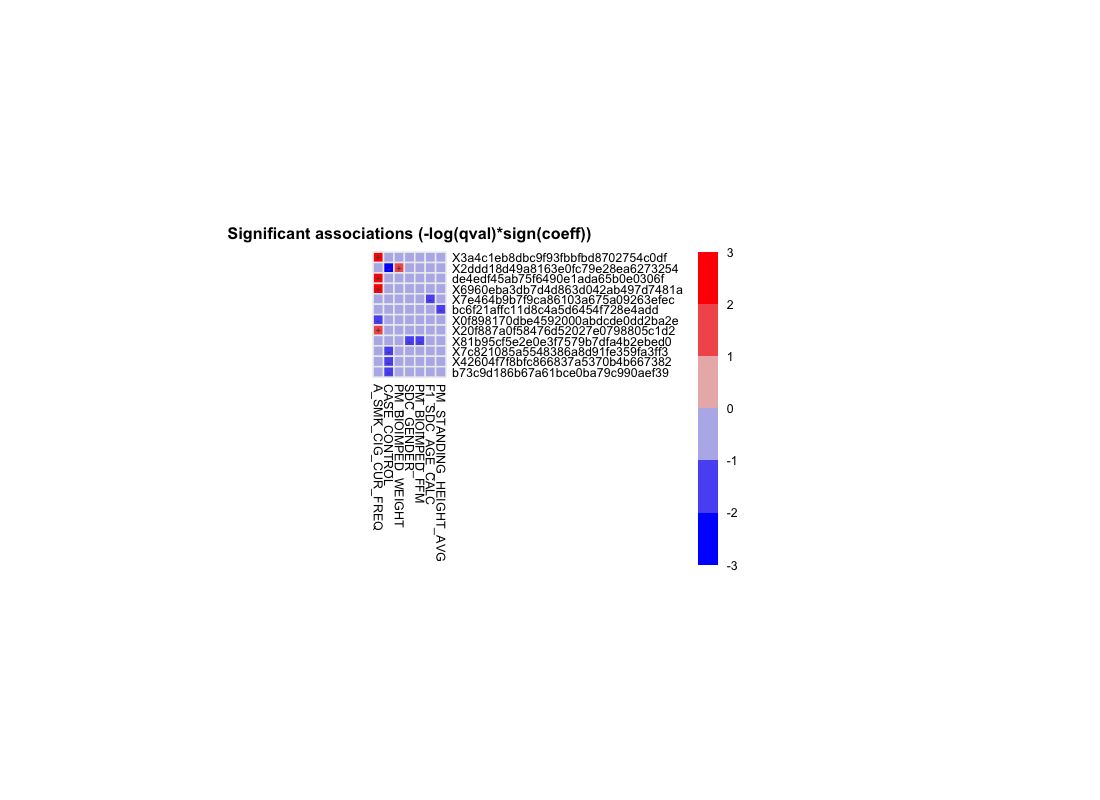 Significant associations (-log(qval)*sign(coeff))
X3a4c1eb8dbc9f93fbbfbd8702754c0df
X2ddd18d49a8163e0fc79e28ea6273254
de4edf45ab75f6490e1ada65b0e0306f
X6960eba3db7d4d863d042ab497d7481a
X7e464b9b7f9ca86103a675a09263efec
bc6f21affc11d8c4a5d6454f728e4add
X0f898170dbe4592000abdcde0dd2ba2e
X20f887a0f58476d52027e0798805c1d2
X81b95cf5e2e0e3f7579b7dfa4b2ebed0
X7c821085a5548386a8d91fe359fa3ff3
X42604f7f8bfc866837a5370b4b667382
b73c9d186b67a61bce0ba79c990aef39
A_SMK_CIG_CUR_FREQ
CASE_CONTROL
PM_BIOIMPED_WEIGHT
SDC_GENDER
PM_BIOIMPED_FFM
F1_SDC_AGE_CALC
PM_STANDING_HEIGHT_AVG
3
2
1
0
-1
-2
-3